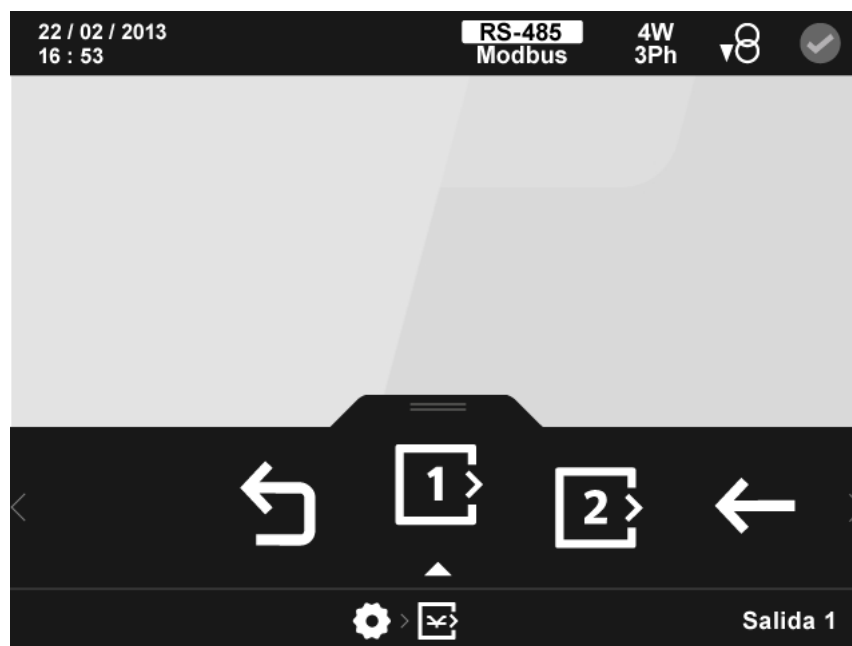 22 / 02 / 2013
16 : 53
RS-485
Modbus
4W
3Ph
1
2
Salida 1